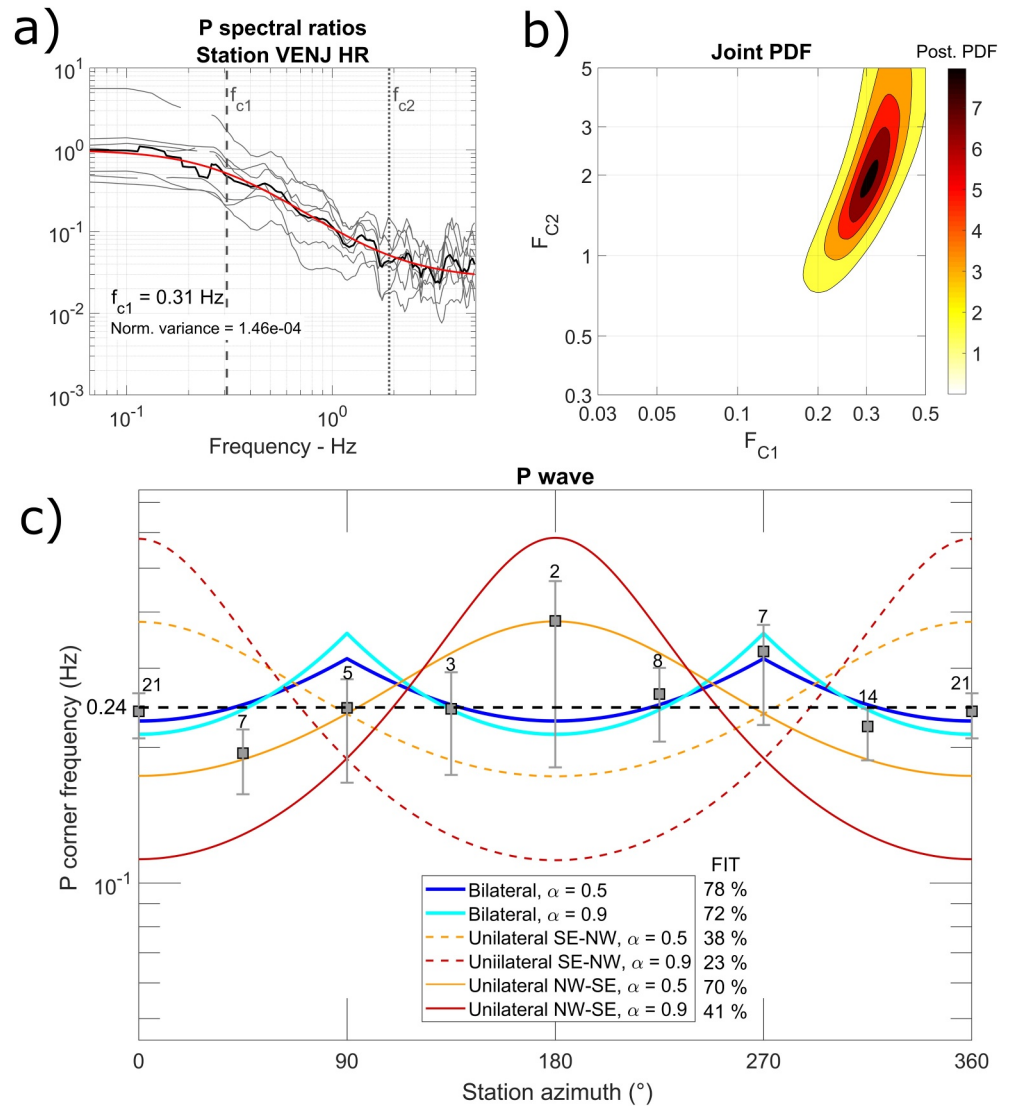 a)
P spectral ratios
Station VENJ HR
10^1
10^0
10^-1
10^-2
10^-3
f_c1
f_c2
f_c1 = 0.31 Hz
Norm. variance = 1.46e-04
10^-1
10^0
Frequency - Hz
b)
Joint PDF
Post. PDF
5
3
2
1
0.5
0.3
F_C2
0.03
0.05
0.1
0.2
0.3
0.5
F_C1
7
6
5
4
3
2
1
c)
P wave
P corner frequency (Hz)
0.24
10^-1
21
7
5
3
2
8
7
14
21
FIT
Bilateral, α = 0.5 78 %
Bilateral, α = 0.9 72 %
Unilateral SE-NW, α = 0.5 38 %
Uniilateral SE-NW, α = 0.9 23 %
Unilateral NW-SE, α = 0.5 70 %
Unilateral NW-SE, α = 0.9 41 %
0
90
180
270
360
Station azimuth (°)